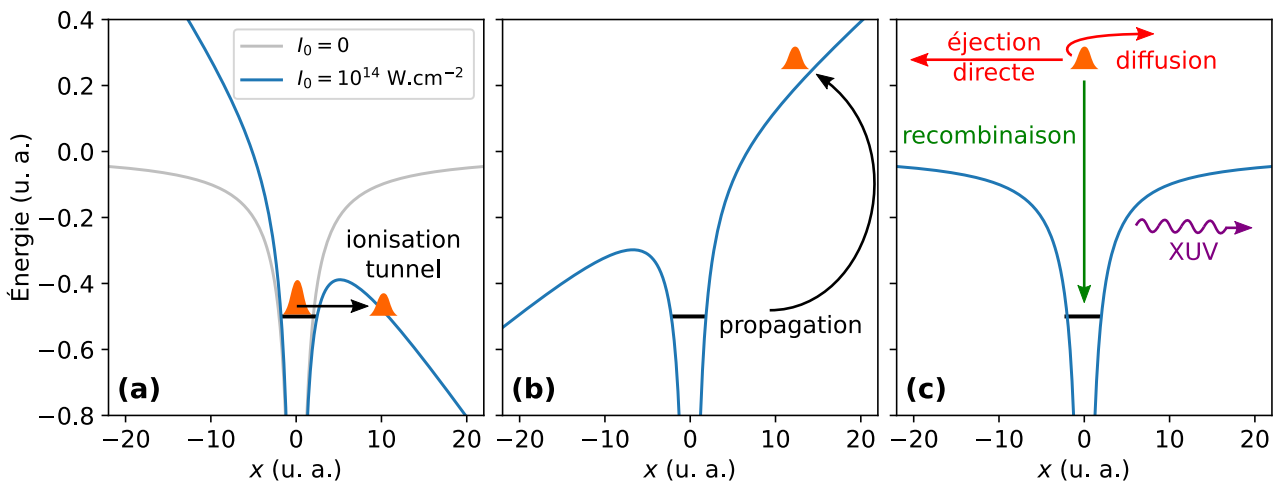 0.4
0.2
0.0
−0.2
−0.4
−0.6
−0.8
Énergie (u. a.)
I₀ = 0
I₀ = 10¹⁴ W.cm⁻²
ionisation
tunnel
(a)
−20 −10 0 10 20
x (u. a.)
propagation
(b)
−20 −10 0 10 20
x (u. a.)
éjection
directe
diffusion
recombinaison
XUV
(c)
−20 −10 0 10 20
x (u. a.)